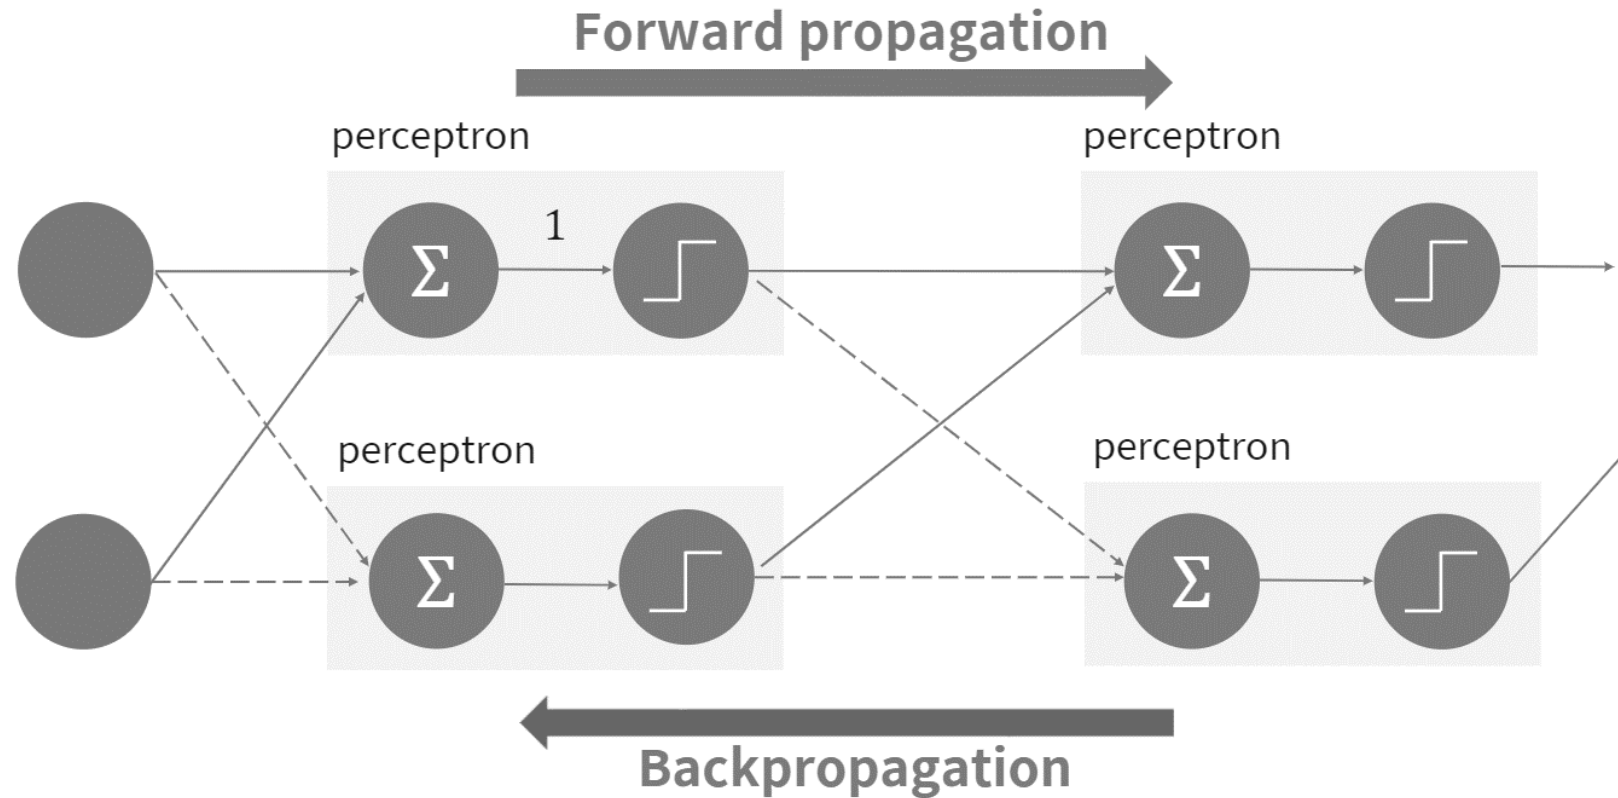 Forward propagation
perceptron
perceptron
1
Σ
Σ
perceptron
perceptron
Σ
Σ
Backpropagation